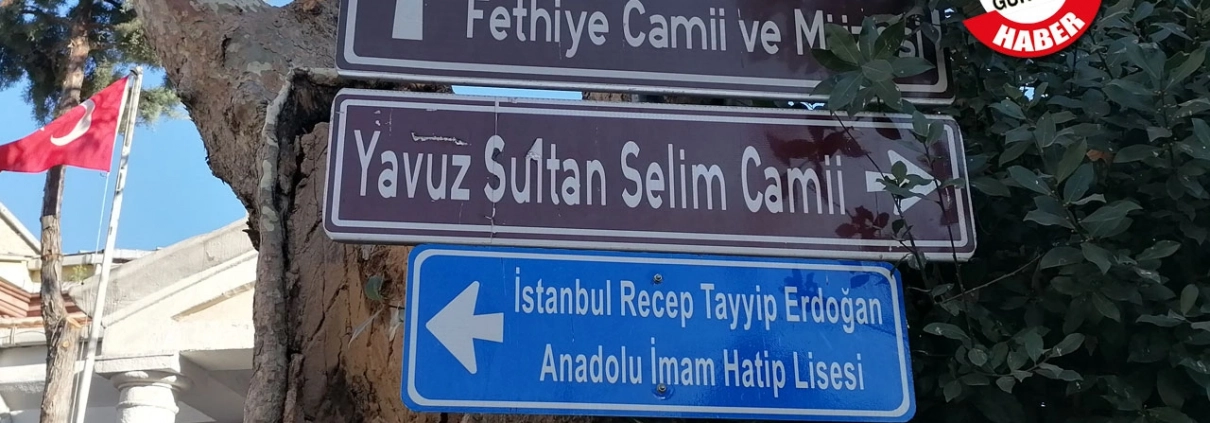 HABER
Fethiye Camii ve
Yavuz Sultan Selim Camii
İstanbul Recep Tayyip Erdoğan
Anadolu İmam Hatip Lisesi